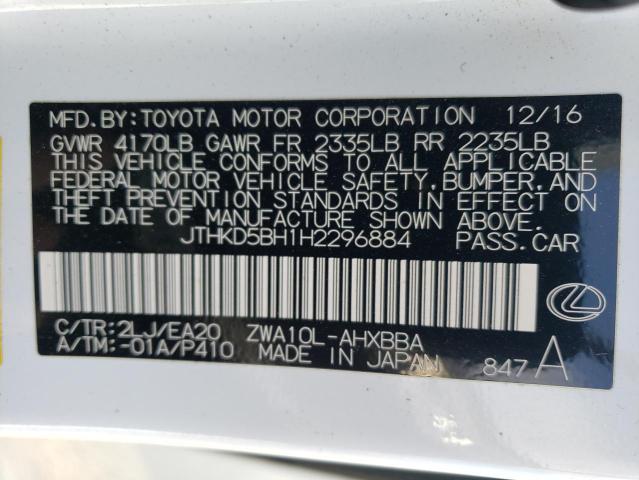 MFD. BY: TOYOTA MOTOR CORPORATION 12/16
GVWR 4170LB GAWR FR 2335LB RR 2235LB
THIS VEHICLE CONFORMS TO ALL APPLICABLE
FEDERAL MOTOR VEHICLE SAFETY, BUMPER, AND
THEFT PREVENTION STANDARDS IN EFFECT ON
THE DATE OF MANUFACTURE SHOWN ABOVE.
JTHKD5BH1H2296884 PASS.CAR
C/TR:2LJ/EA20 ZWA10L-AHXBBA
A/TM:-01A/P410 MADE IN JAPAN 847A